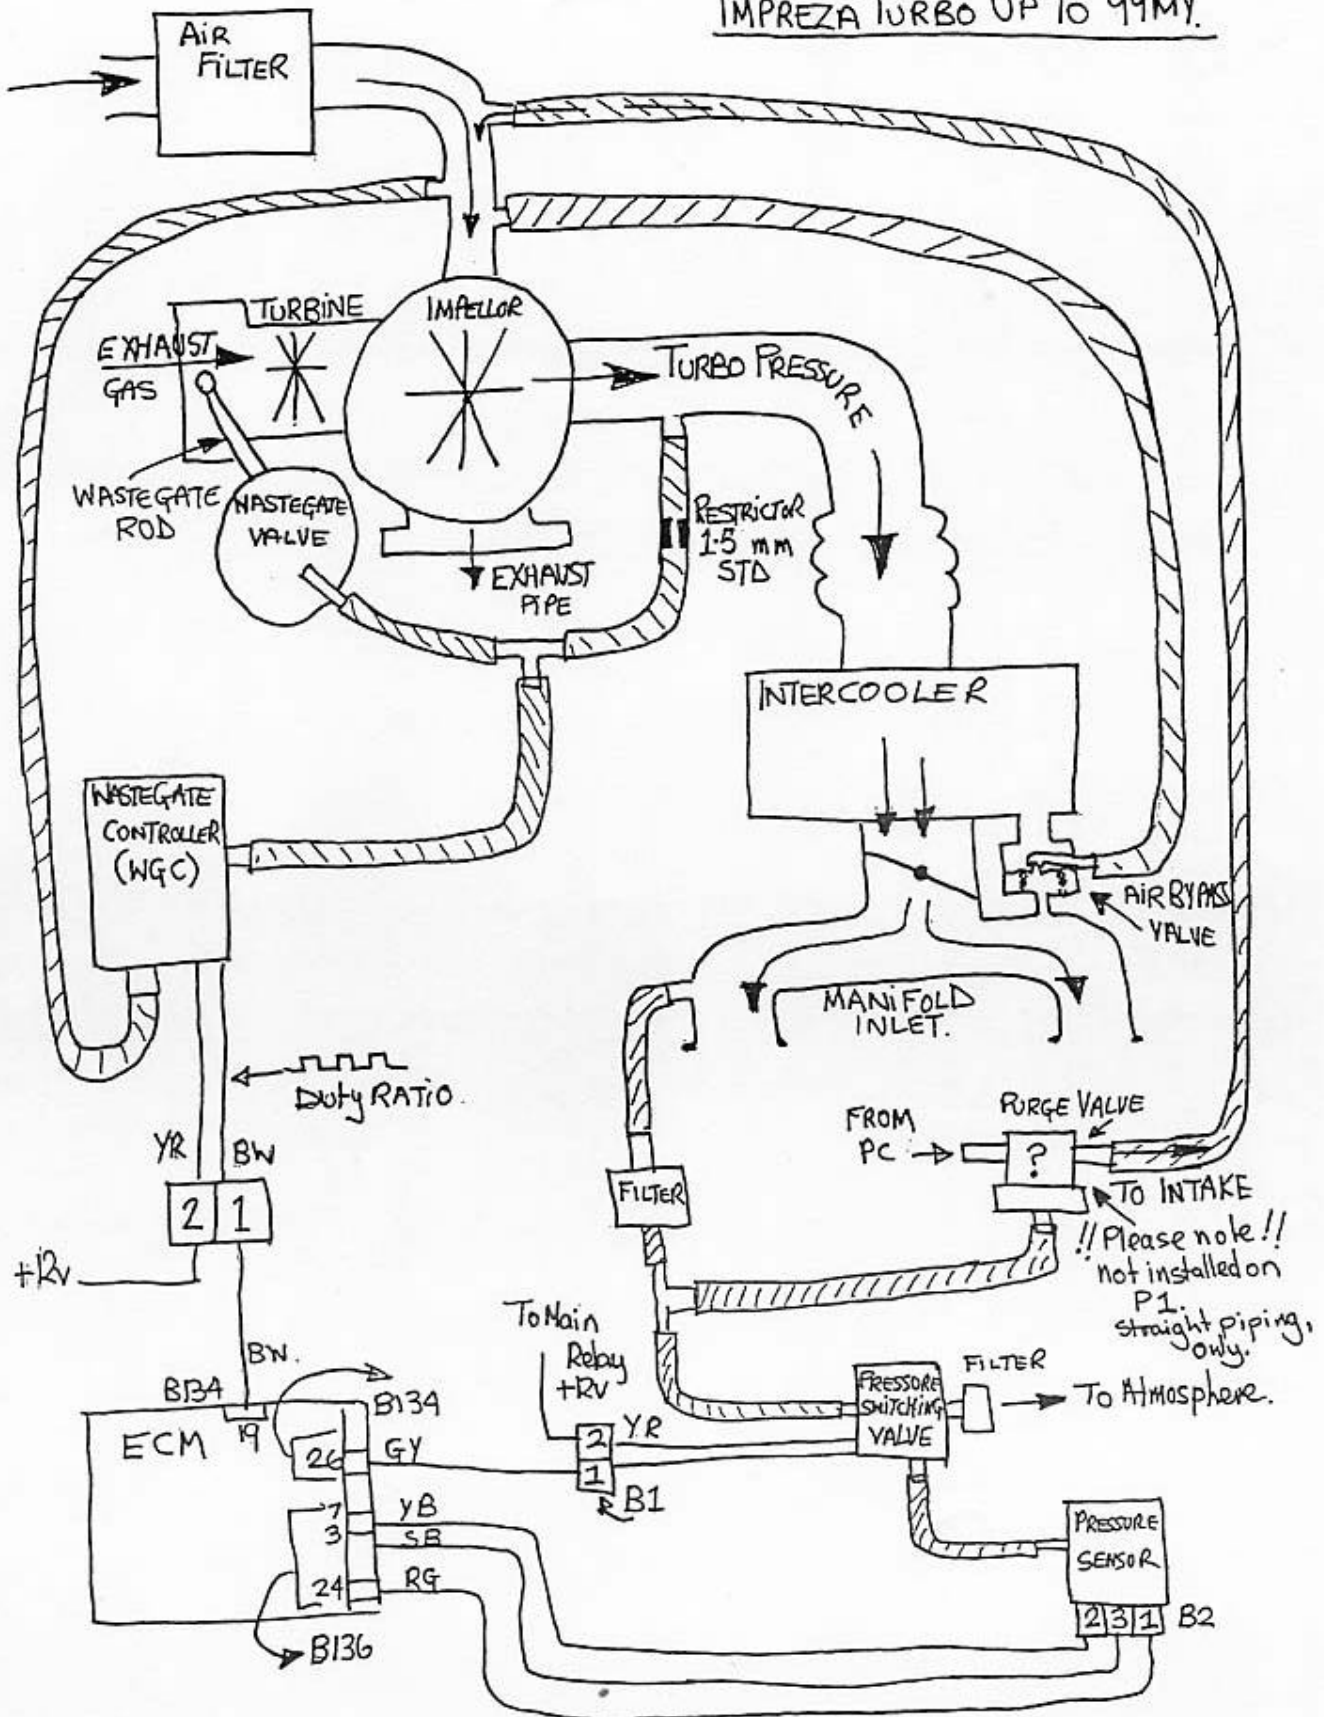 IMPREZA TURBO UP TO 99MY.
AiR
FiLTER
TURBiNE
IMPELLOR
EXHAUST
GAS
TURBO PRESSURE
WASTEGATE
ROD
WASTEGATE
VALVE
RESTRICTOR
1.5 mm
STD
EXHAUST
PIPE
INTERCOOLER
WASTEGATE
CONTROLLER
(WGC)
AiR BYPASS
VALVE
MANiFOLD
INLET.
DUTY RATiO.
YR
BW
2
1
+12v
FROM
PC
PURGE VALVE
?
TO INTAKE
!! Please note !!
not installed on
P1.
straight piping,
only.
FiLTER
To Main
Relay
+12v
BW.
B134
19
B134
ECM
26
GY
2
YR
1
B1
PRESSURE
SWITCHING
VALVE
FiLTER
To Atmosphere.
7
YB
3
SB
24
RG
B136
PRESSURE
SENSOR
2
3
1
B2